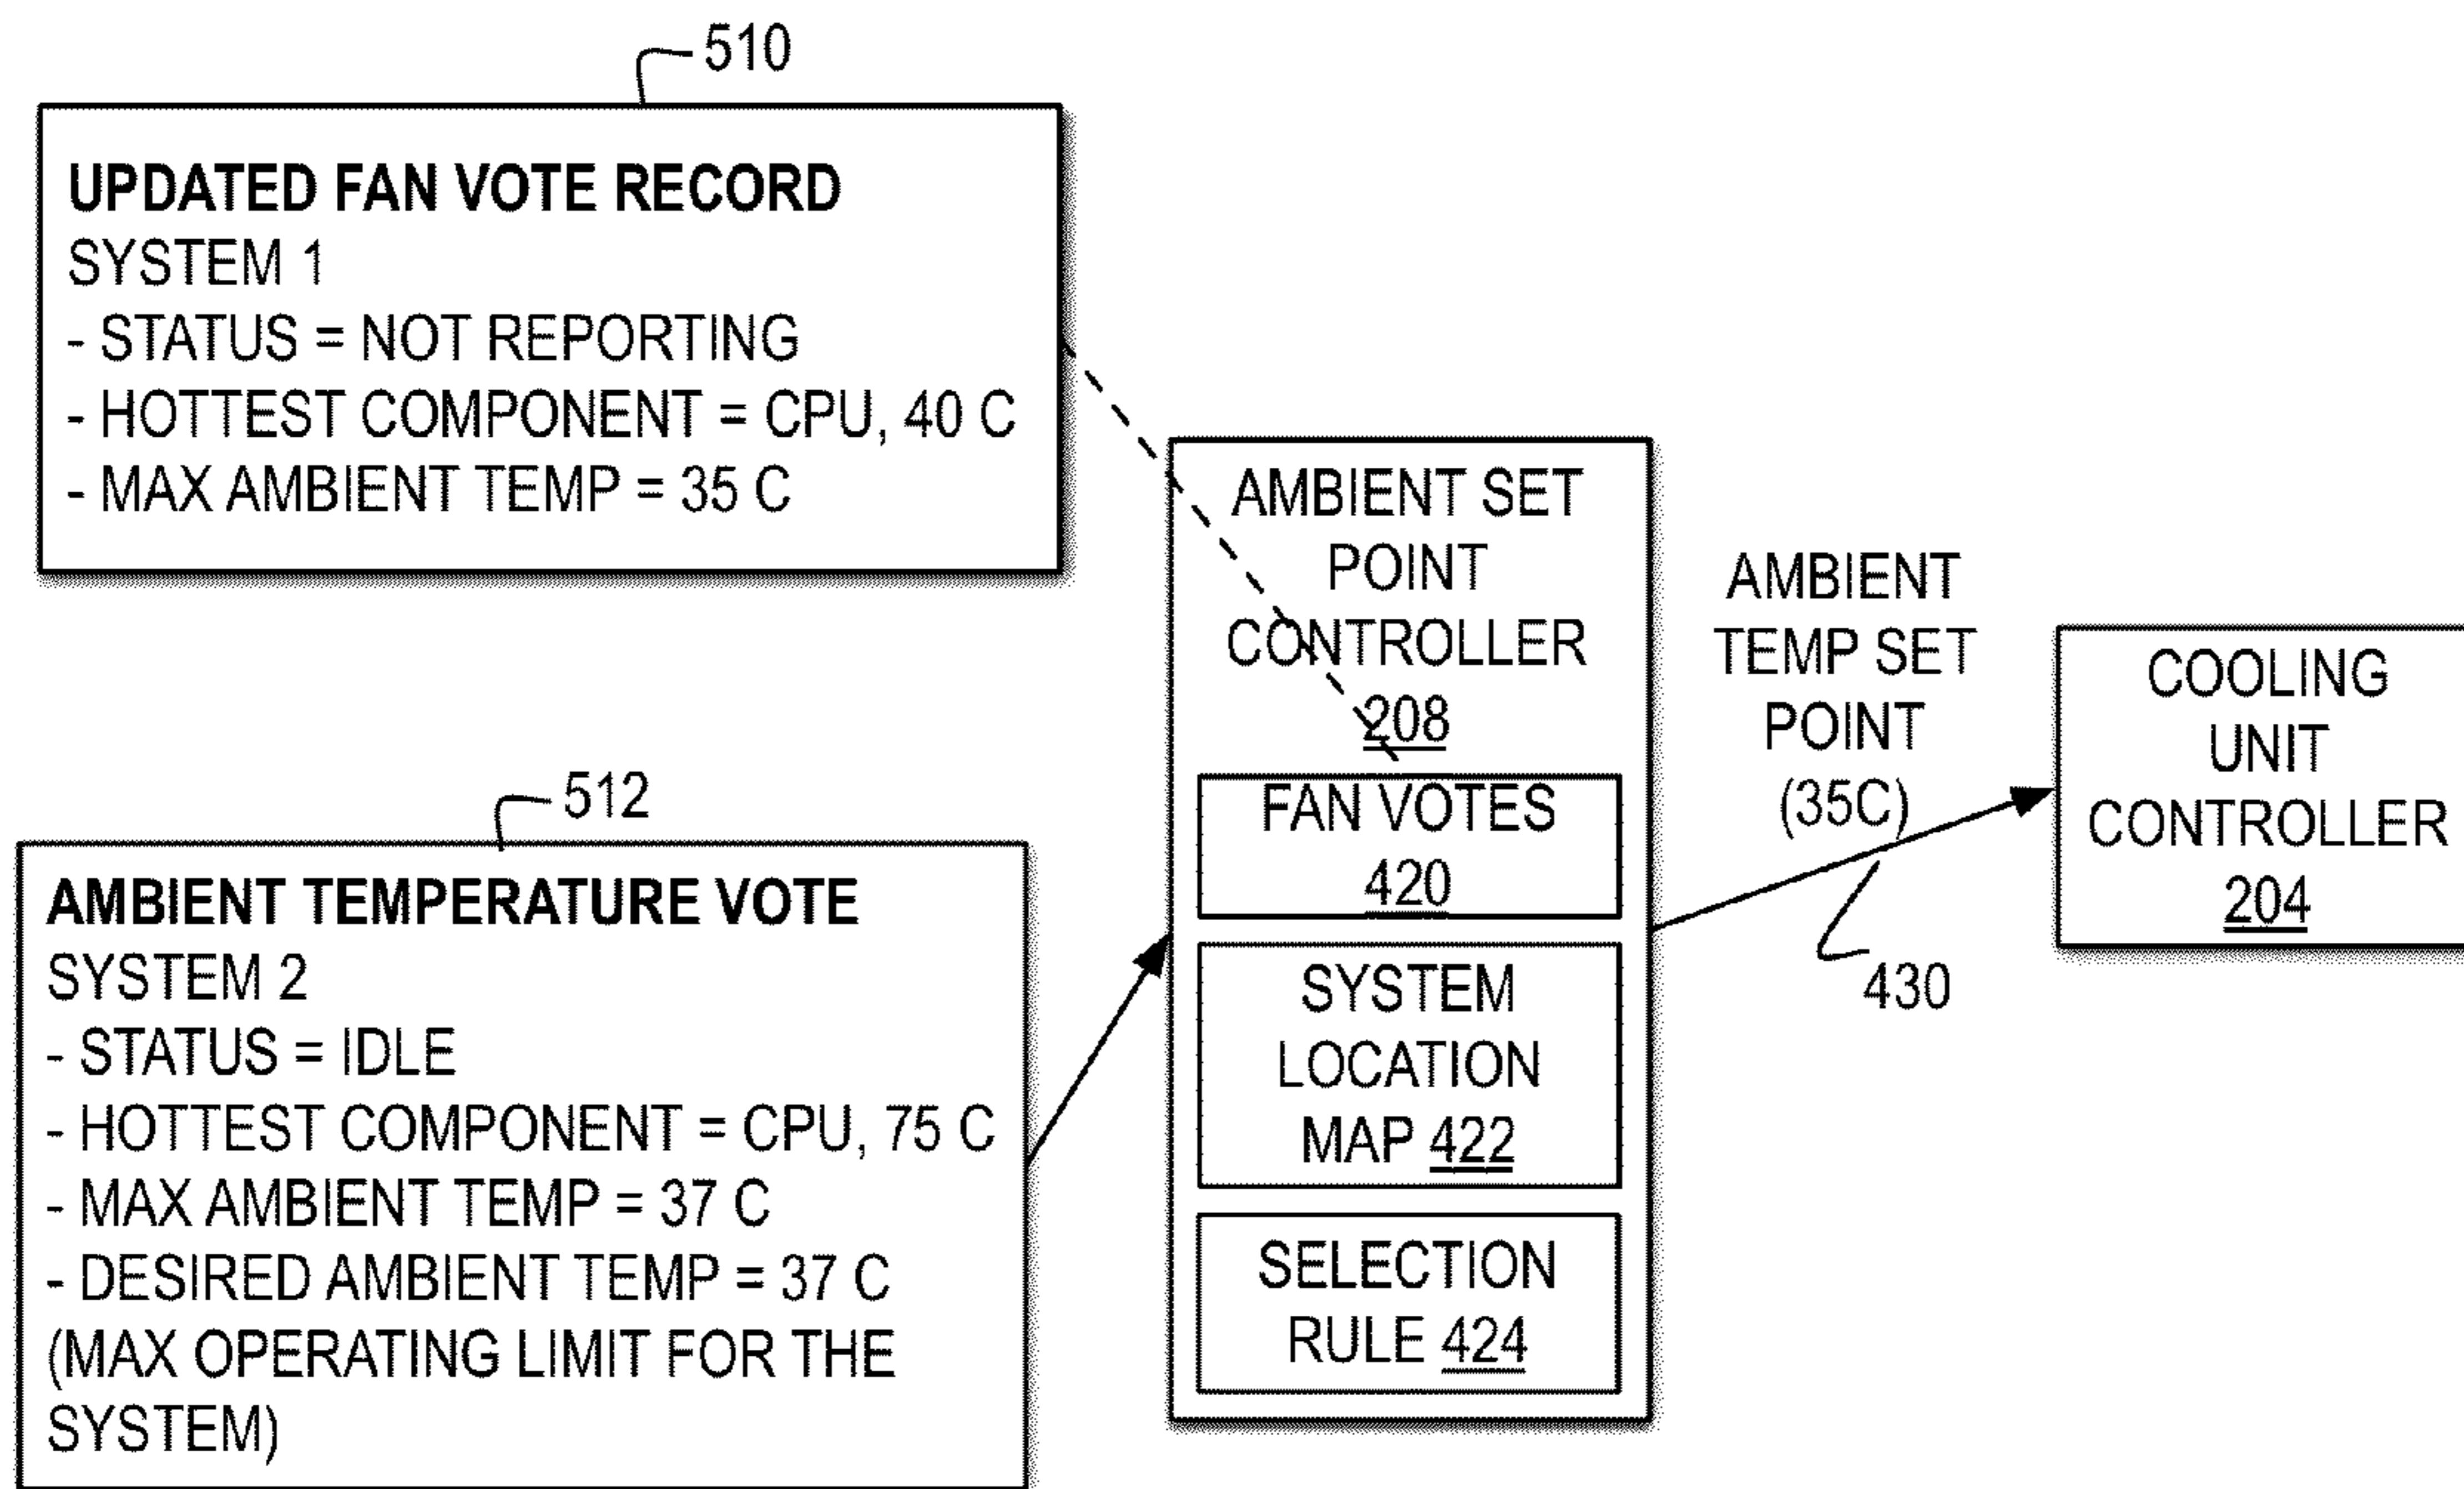 510
UPDATED FAN VOTE RECORD
SYSTEM 1
- STATUS = NOT REPORTING
- HOTTEST COMPONENT = CPU, 40 C
- MAX AMBIENT TEMP = 35 C
512
AMBIENT TEMPERATURE VOTE
SYSTEM 2
- STATUS = IDLE
- HOTTEST COMPONENT = CPU, 75 C
- MAX AMBIENT TEMP = 37 C
- DESIRED AMBIENT TEMP = 37 C
(MAX OPERATING LIMIT FOR THE
SYSTEM)
AMBIENT SET
POINT
CONTROLLER
208
FAN VOTES
420
SYSTEM
LOCATION
MAP 422
SELECTION
RULE 424
AMBIENT
TEMP SET
POINT
(35C)
430
COOLING
UNIT
CONTROLLER
204